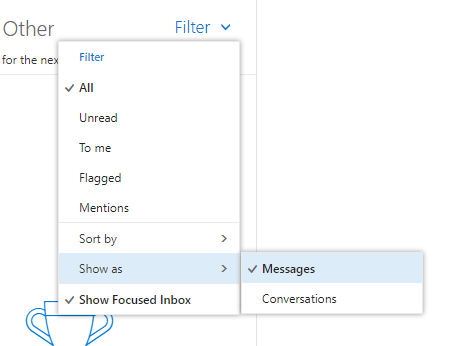 Other
Filter
for the nex
Filter
All
Unread
To me
Flagged
Mentions
Sort by
Show as
Messages
Show Focused Inbox
Conversations